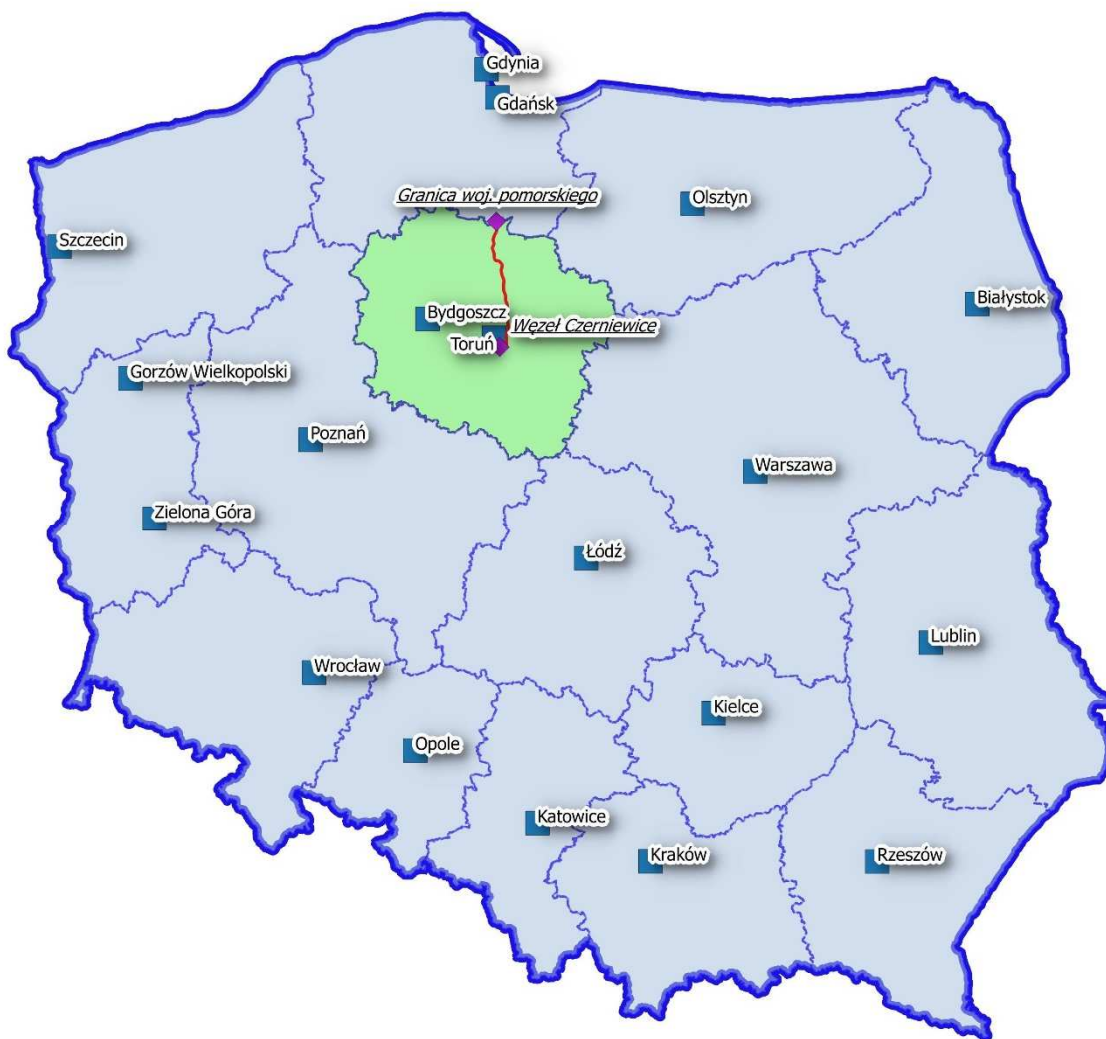 Gdynia
Gdańsk
Granica woj. pomorskiego
Olsztyn
Szczecin
Białystok
Bydgoszcz
Węzeł Czerniewice
Toruń
Gorzów Wielkopolski
Poznań
Warszawa
Zielona Góra
Łódź
Lublin
Wrocław
Kielce
Opole
Katowice
Kraków
Rzeszów